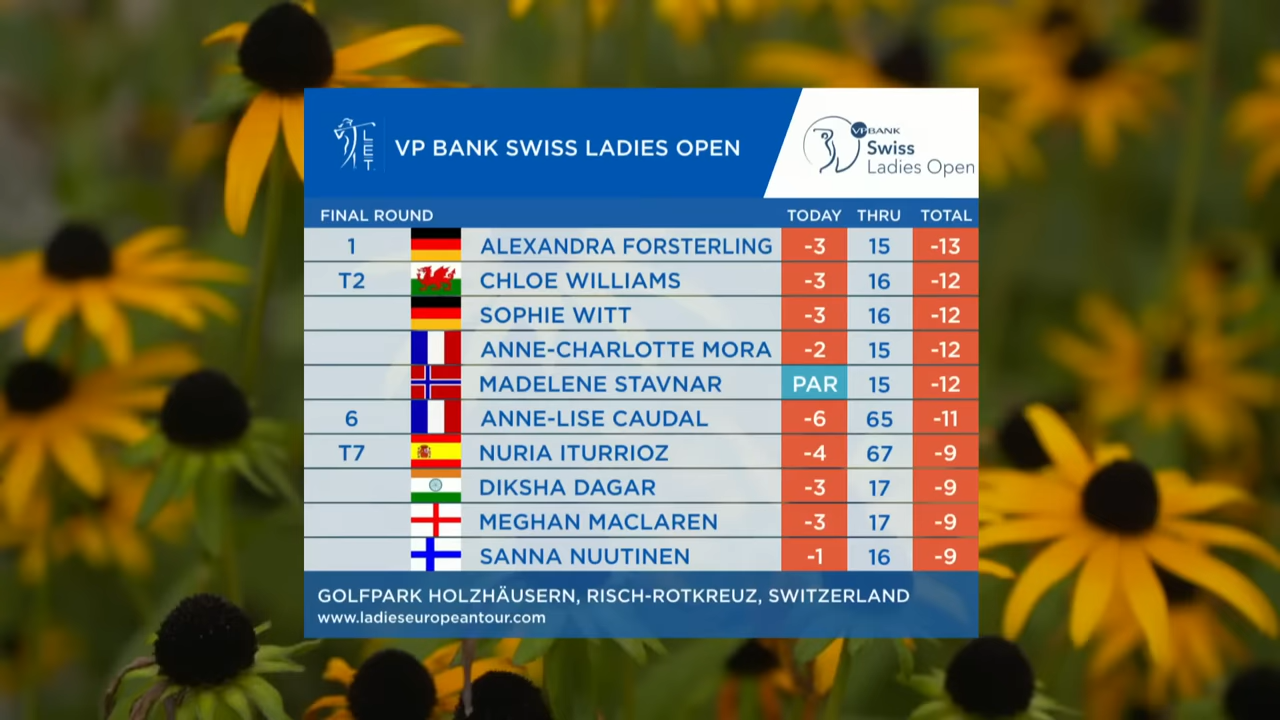 LET
VP BANK SWISS LADIES OPEN
VP BANK
Swiss
Ladies Open
FINAL ROUND TODAY THRU TOTAL
1 ALEXANDRA FORSTERLING -3 15 -13
T2 CHLOE WILLIAMS -3 16 -12
SOPHIE WITT -3 16 -12
ANNE-CHARLOTTE MORA -2 15 -12
MADELENE STAVNAR PAR 15 -12
6 ANNE-LISE CAUDAL -6 65 -11
T7 NURIA ITURRIOZ -4 67 -9
DIKSHA DAGAR -3 17 -9
MEGHAN MACLAREN -3 17 -9
SANNA NUUTINEN -1 16 -9
GOLFPARK HOLZHÄUSERN, RISCH-ROTKREUZ, SWITZERLAND
www.ladieseuropeantour.com